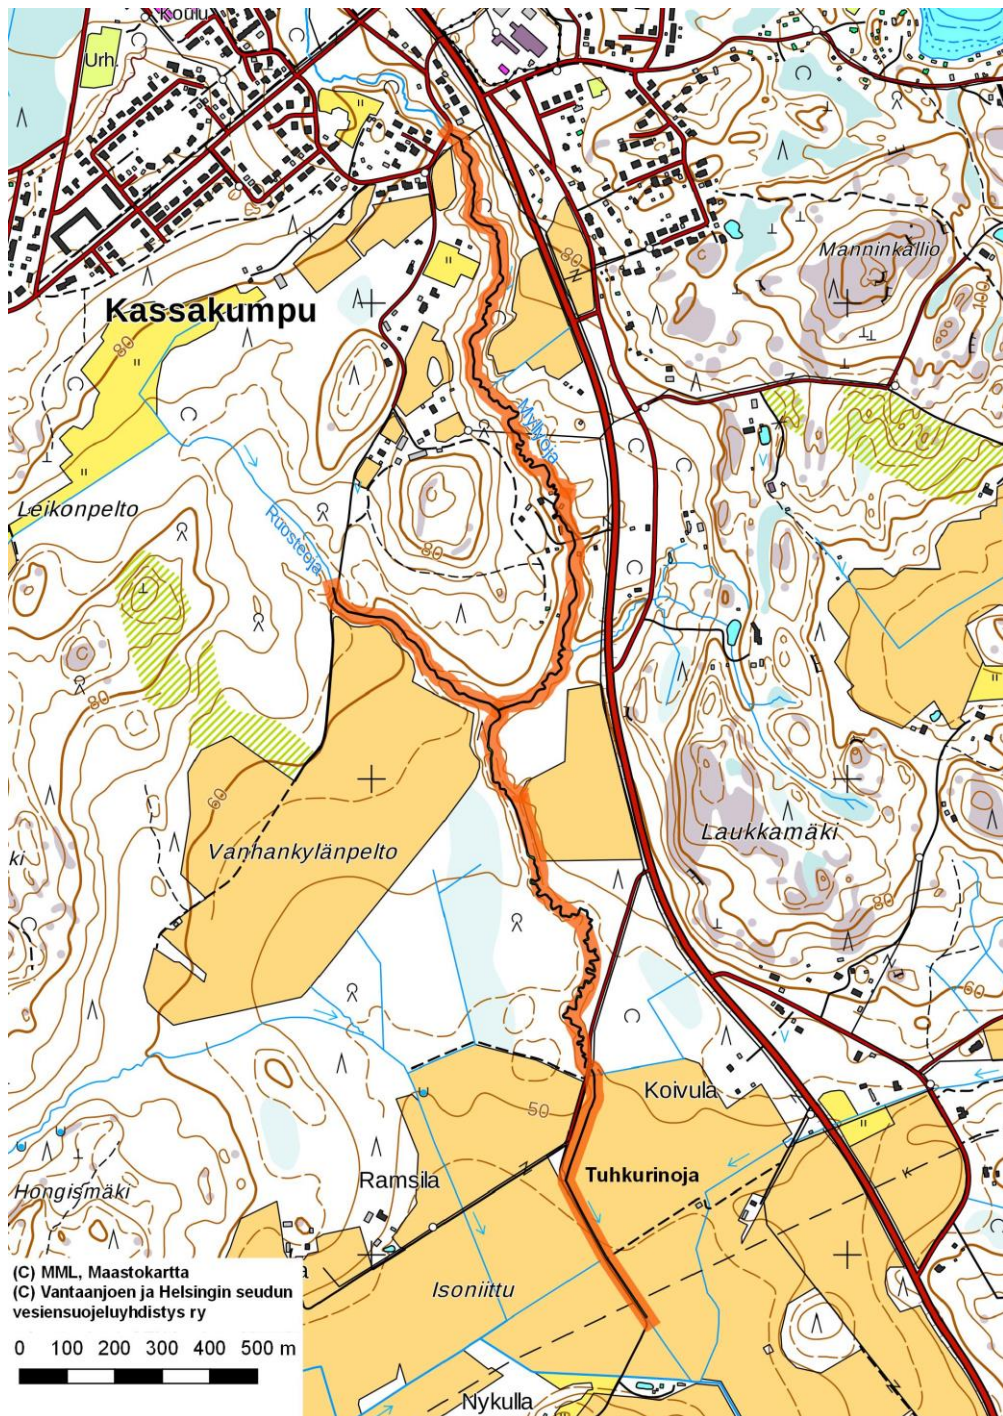 Koulu
Urh.
80
Manninkallio
100
Kassakumpu
80
Myllyoja
Leikonpelto
Ruosteoja
80
80
60
Vanhankylänpelto
Laukkamäki
ki
80
60
50
Koivula
Ramsila
Tuhkurinoja
Hongismäki
a
Isoniittu
(C) MML, Maastokartta
(C) Vantaanjoen ja Helsingin seudun
vesiensuojeluyhdistys ry
0 100 200 300 400 500 m
Nykulla